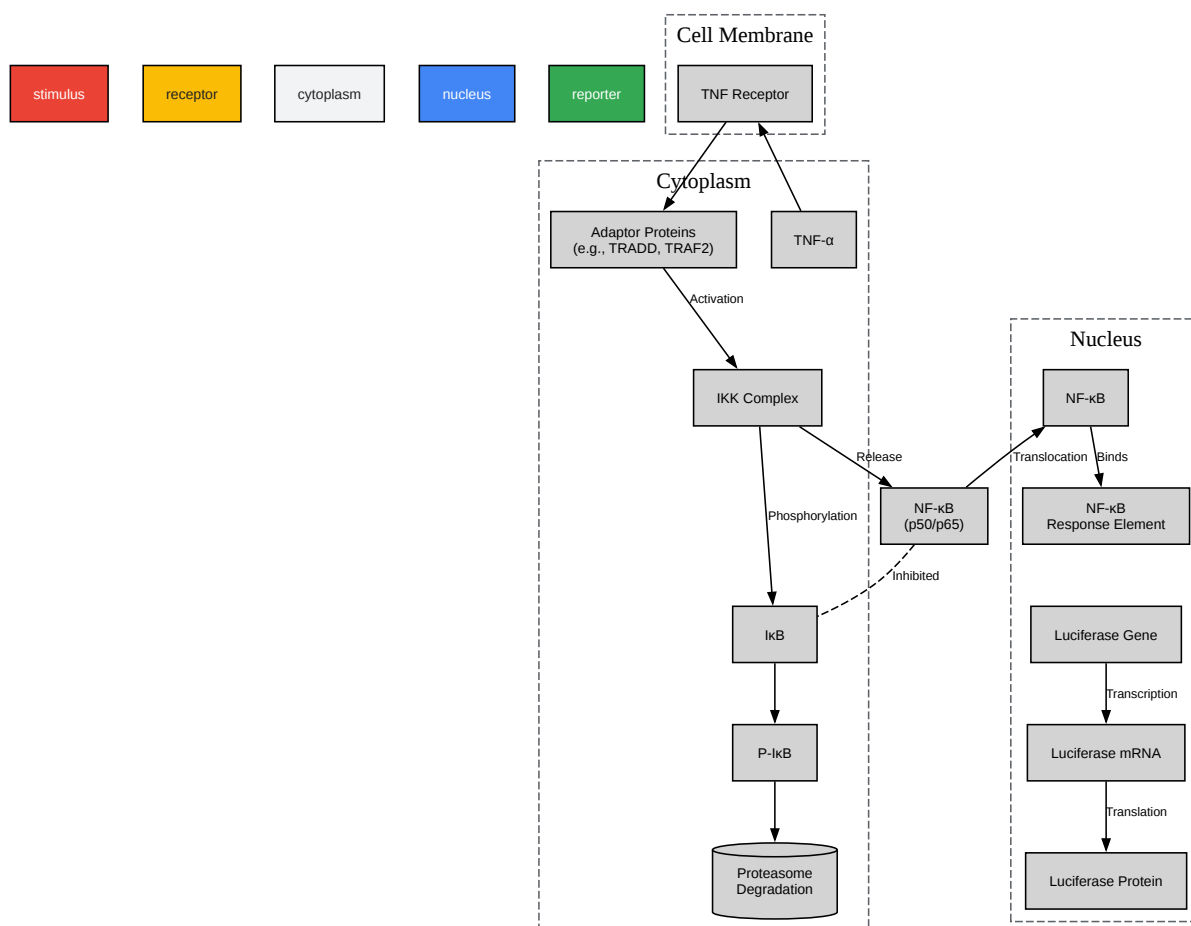 Cell Membrane
stimulus
receptor
cytoplasm
nucleus
reporter
TNF Receptor
Cytoplasm
Adaptor Proteins
(e.g., TRADD, TRAF2)
TNF-α
Activation
Nucleus
IKK Complex
NF-κB
Release
Translocation
Binds
Phosphorylation
NF-κB
(p50/p65)
NF-κB
Response Element
Inhibited
IκB
Luciferase Gene
Transcription
P-IκB
Luciferase mRNA
Translation
Proteasome
Degradation
Luciferase Protein